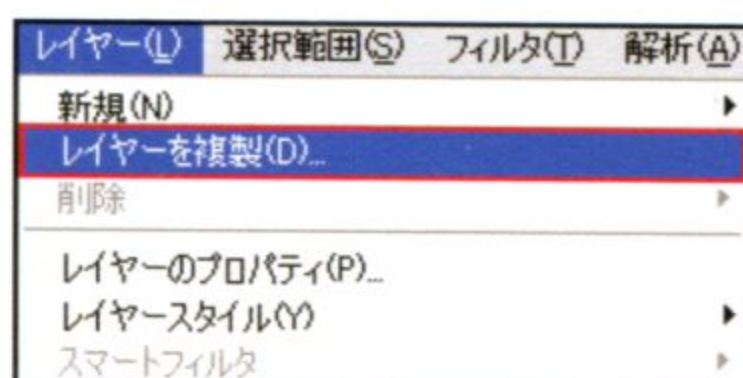 レイヤー(L) 選択範囲(S) フィルタ(T) 解析(A)
新規(N)
レイヤーを複製(D)...
削除
レイヤーのプロパティ(P)...
レイヤースタイル(Y)
スマートフィルタ